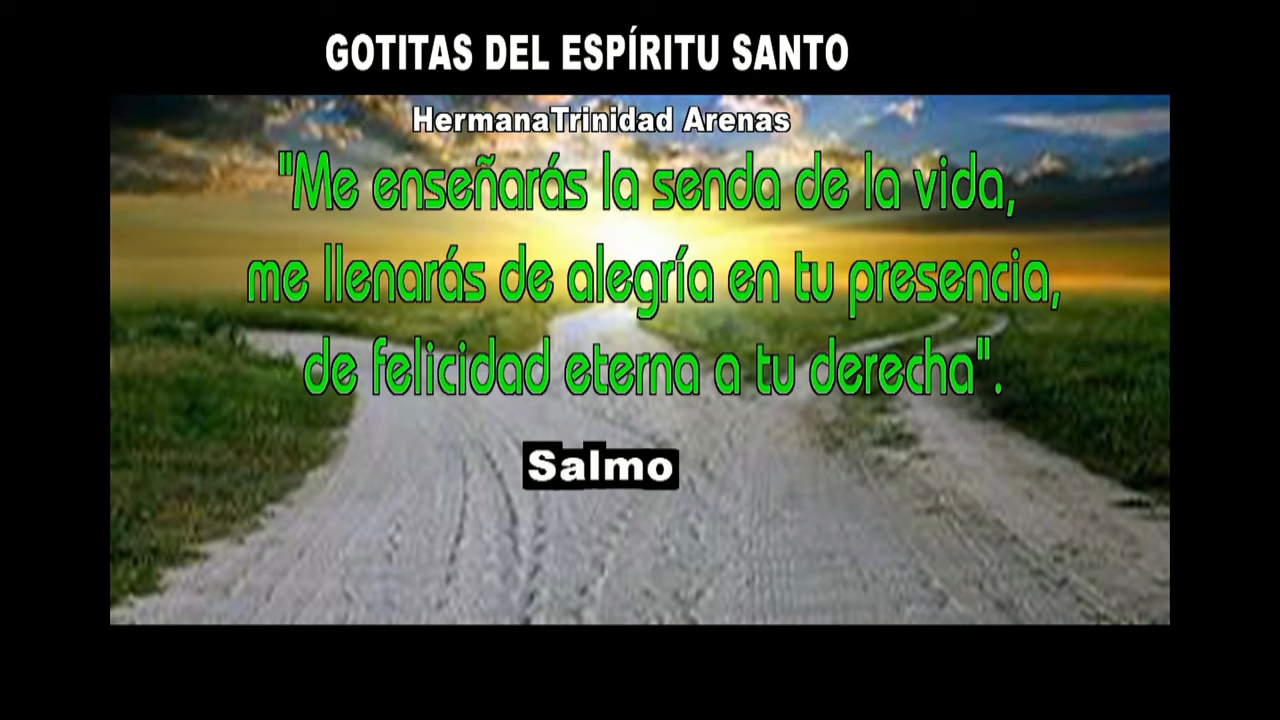 GOTITAS DEL ESPÍRITU SANTO
HermanaTrinidad Arenas
"Me enseñarás la senda de la vida,
me llenarás de alegría en tu presencia,
de felicidad eterna a tu derecha".
Salmo